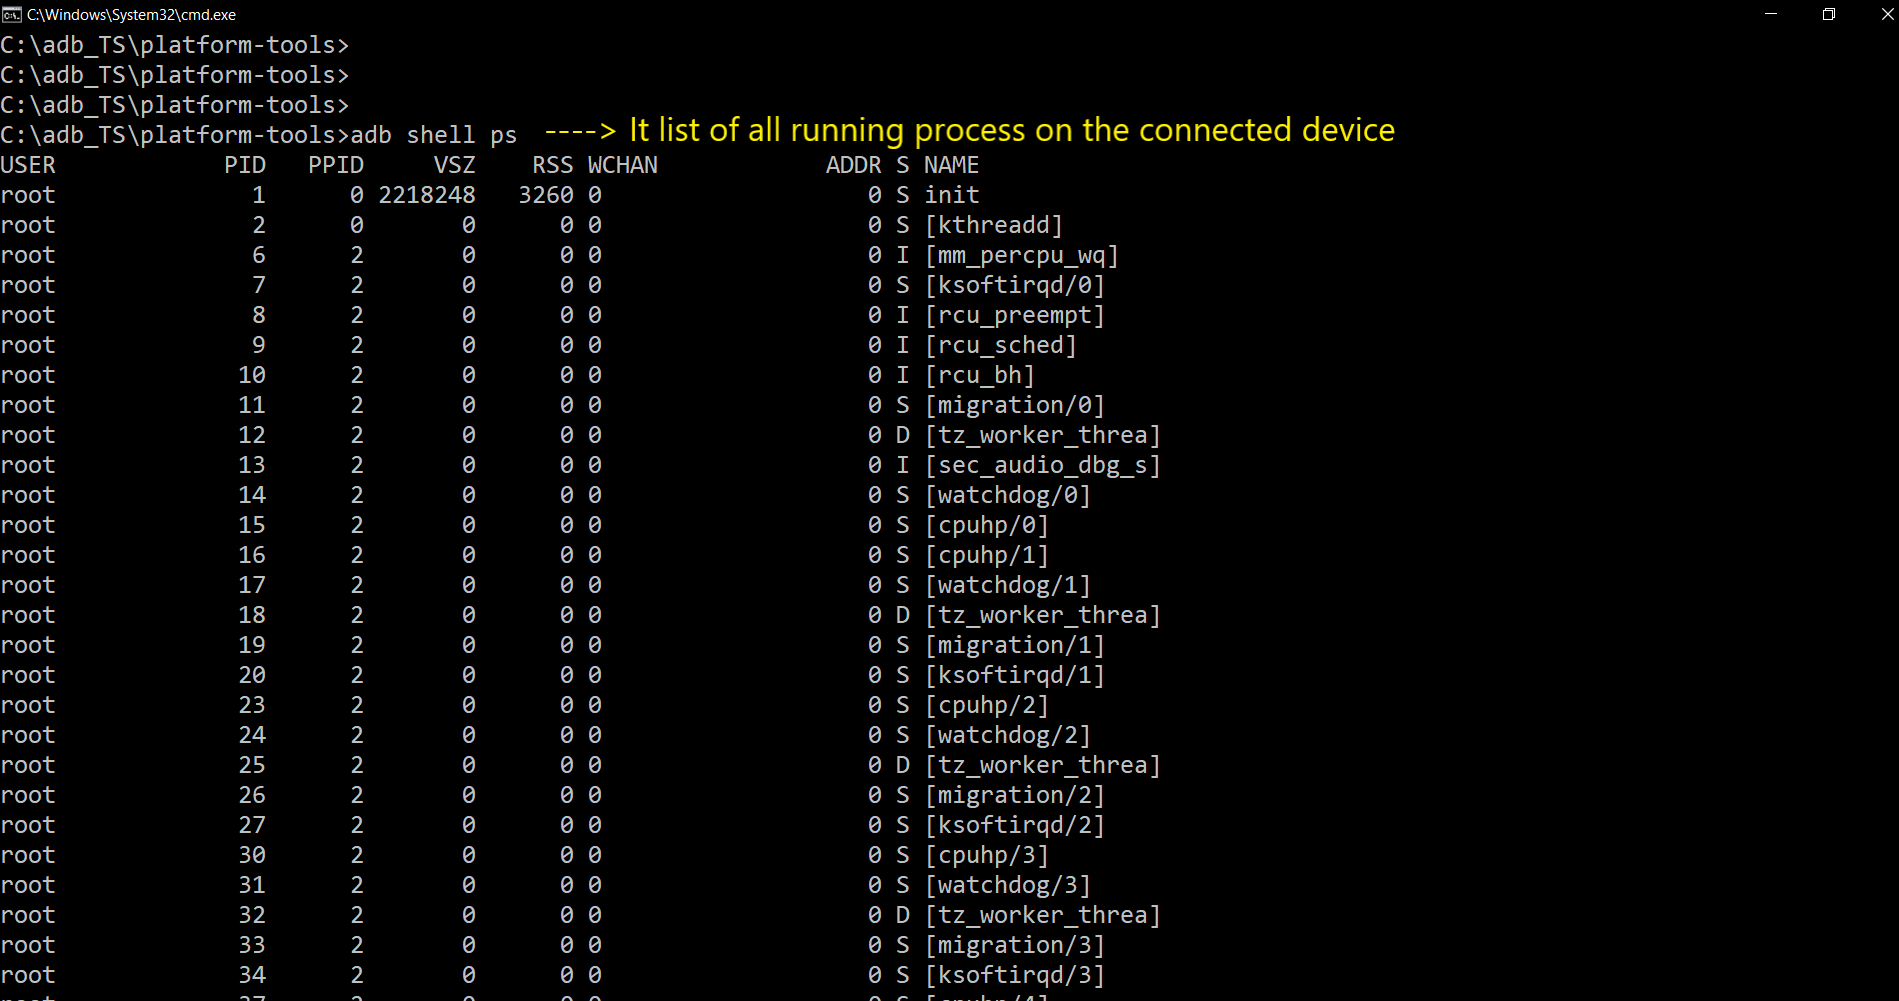 C:\Windows\System32\cmd.exe
C:\adb_TS\platform-tools>
C:\adb_TS\platform-tools>
C:\adb_TS\platform-tools>
C:\adb_TS\platform-tools>adb shell ps ----> It list of all running process on the connected device
USER PID PPID VSZ RSS WCHAN ADDR S NAME
root 1 0 2218248 3260 0 0 S init
root 2 0 0 0 0 0 S [kthreadd]
root 6 2 0 0 0 0 I [mm_percpu_wq]
root 7 2 0 0 0 0 S [ksoftirqd/0]
root 8 2 0 0 0 0 I [rcu_preempt]
root 9 2 0 0 0 0 I [rcu_sched]
root 10 2 0 0 0 0 I [rcu_bh]
root 11 2 0 0 0 0 S [migration/0]
root 12 2 0 0 0 0 D [tz_worker_threa]
root 13 2 0 0 0 0 I [sec_audio_dbg_s]
root 14 2 0 0 0 0 S [watchdog/0]
root 15 2 0 0 0 0 S [cpuhp/0]
root 16 2 0 0 0 0 S [cpuhp/1]
root 17 2 0 0 0 0 S [watchdog/1]
root 18 2 0 0 0 0 D [tz_worker_threa]
root 19 2 0 0 0 0 S [migration/1]
root 20 2 0 0 0 0 S [ksoftirqd/1]
root 23 2 0 0 0 0 S [cpuhp/2]
root 24 2 0 0 0 0 S [watchdog/2]
root 25 2 0 0 0 0 D [tz_worker_threa]
root 26 2 0 0 0 0 S [migration/2]
root 27 2 0 0 0 0 S [ksoftirqd/2]
root 30 2 0 0 0 0 S [cpuhp/3]
root 31 2 0 0 0 0 S [watchdog/3]
root 32 2 0 0 0 0 D [tz_worker_threa]
root 33 2 0 0 0 0 S [migration/3]
root 34 2 0 0 0 0 S [ksoftirqd/3]